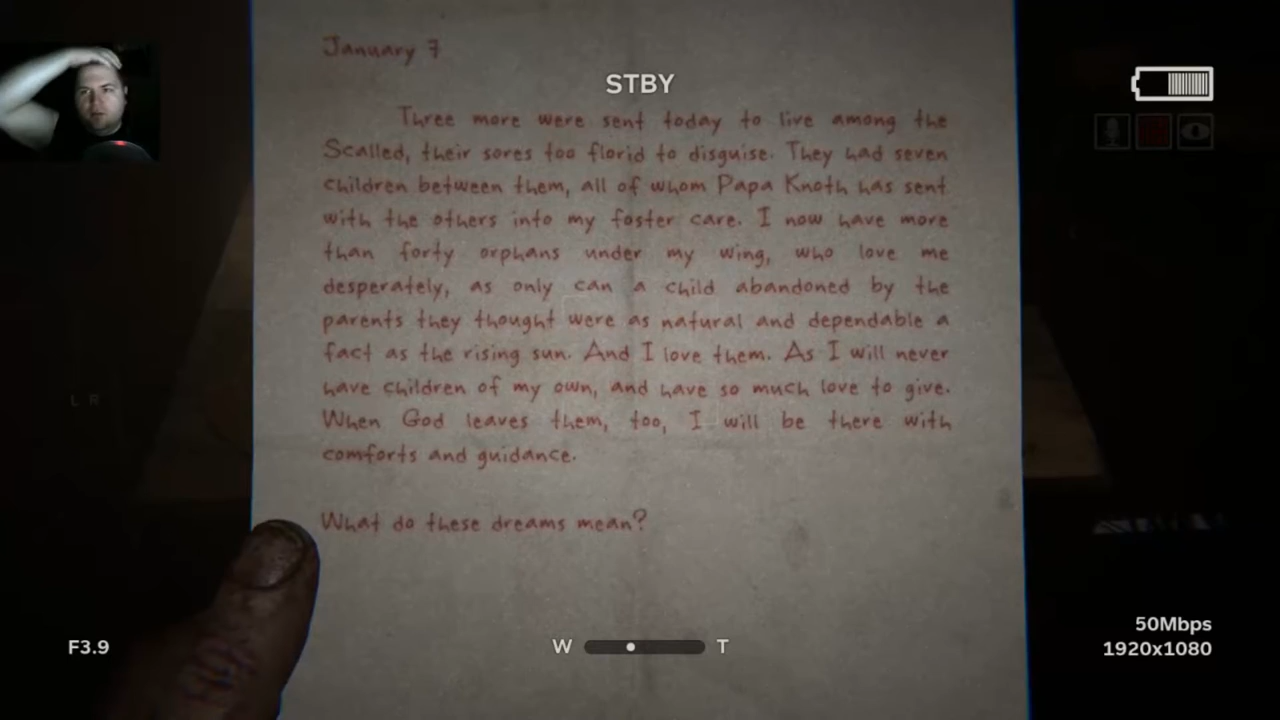 January 7
STBY
Three more were sent today to live among the
Scalled, their sores too florid to disguise. They had seven
children between them, all of whom Papa Knoth has sent
with the others into my foster care. I now have more
than forty orphans under my wing, who love me
desperately, as only can a child abandoned by the
parents they thought were as natural and dependable a
fact as the rising sun. And I love them. As I will never
have children of my own, and have so much love to give.
When God leaves them, too, I will be there with
comforts and guidance.
What do these dreams mean?
L R
F3.9
W T
50Mbps
1920x1080